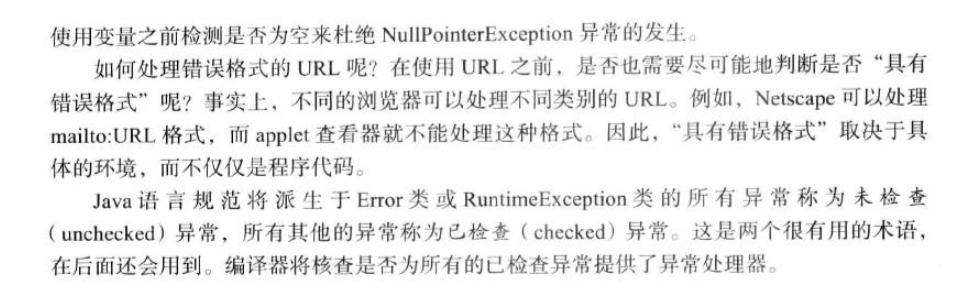 使用变量之前检测是否为空来杜绝 NullPointerException 异常的发生。
如何处理错误格式的 URL 呢？在使用 URL 之前，是否也需要尽可能地判断是否“具有
错误格式”呢？事实上，不同的浏览器可以处理不同类别的 URL。例如，Netscape 可以处理
mailto:URL 格式，而 applet 查看器就不能处理这种格式。因此，“具有错误格式”取决于具
体的环境，而不仅仅是程序代码。
Java 语言规范将派生于 Error 类或 RuntimeException 类的所有异常称为未检查
（unchecked）异常，所有其他的异常称为已检查（checked）异常。这是两个很有用的术语，
在后面还会用到。编译器将核查是否为所有的已检查异常提供了异常处理器。